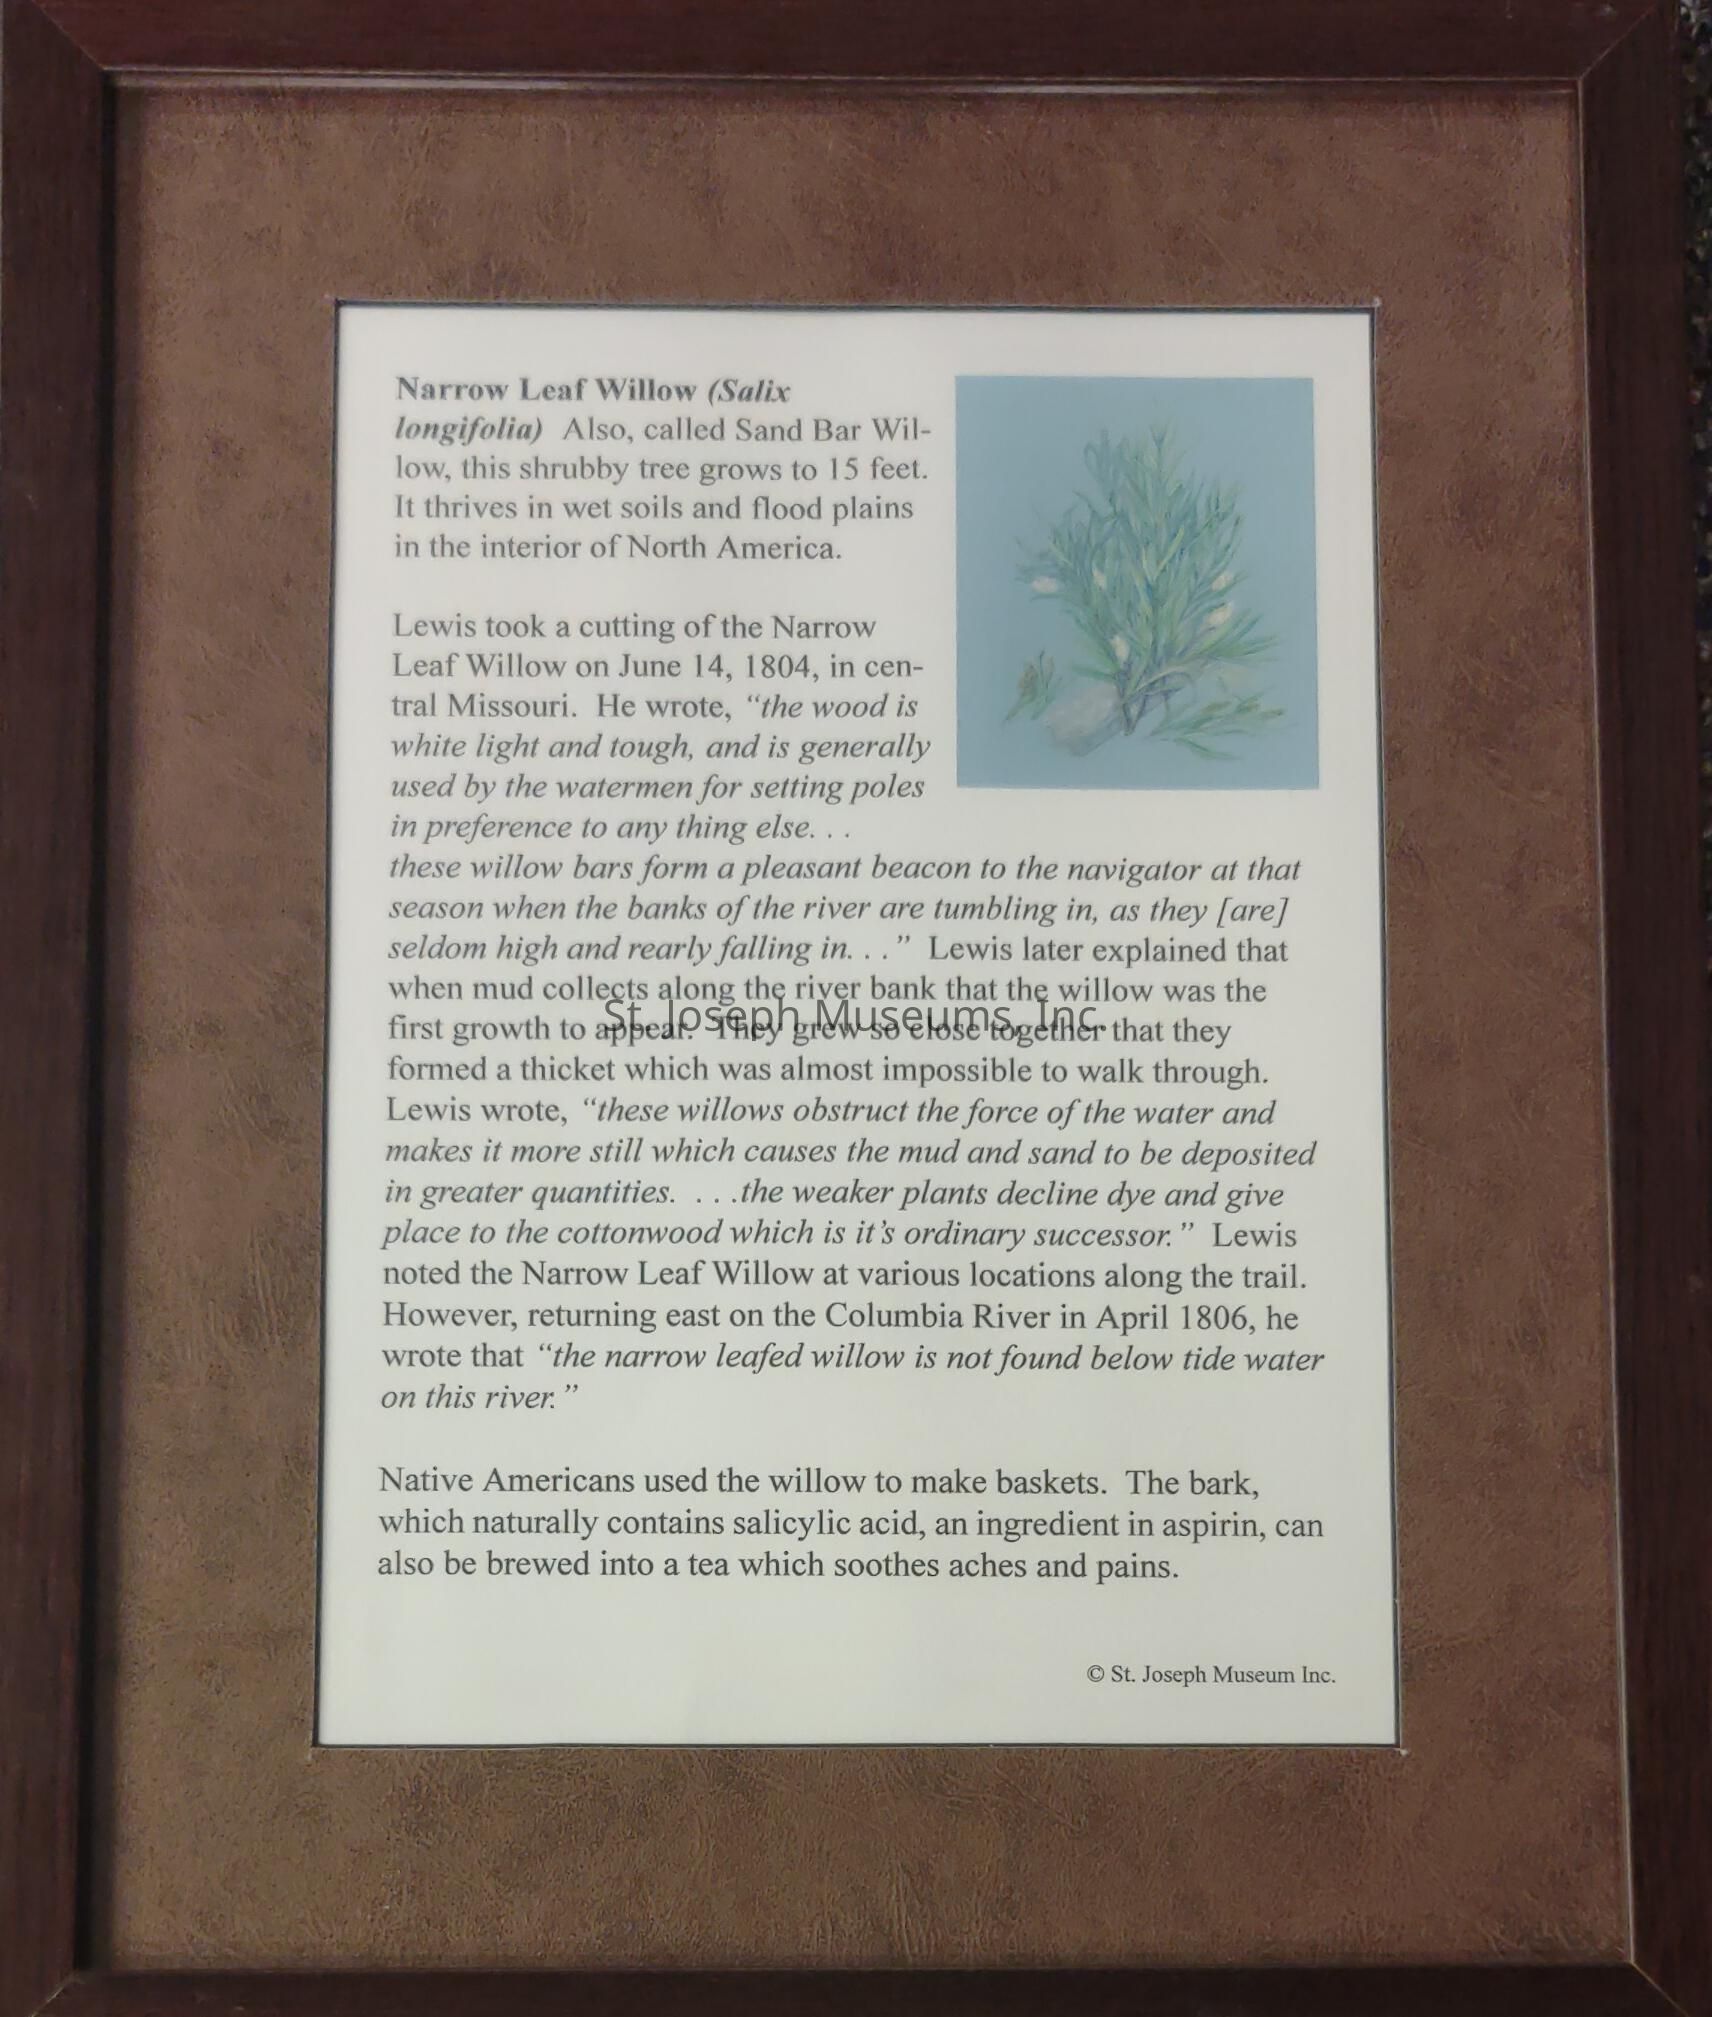 Narrow Leaf Willow (Salix
longifolia)  Also, called Sand Bar Wil-
low, this shrubby tree grows to 15 feet.
It thrives in wet soils and flood plains
in the interior of North America.
Lewis took a cutting of the Narrow
Leaf Willow on June 14, 1804, in cen-
tral Missouri.  He wrote, “the wood is
white light and tough, and is generally
used by the watermen for setting poles
in preference to any thing else. . .
these willow bars form a pleasant beacon to the navigator at that
season when the banks of the river are tumbling in, as they [are]
seldom high and rearly falling in. . .”  Lewis later explained that
when mud collects along the river bank that the willow was the
first growth to appear.  They grew so close together that they
St. Joseph Museums, Inc.
formed a thicket which was almost impossible to walk through.
Lewis wrote, “these willows obstruct the force of the water and
makes it more still which causes the mud and sand to be deposited
in greater quantities.  . . .the weaker plants decline dye and give
place to the cottonwood which is it’s ordinary successor.”  Lewis
noted the Narrow Leaf Willow at various locations along the trail.
However, returning east on the Columbia River in April 1806, he
wrote that “the narrow leafed willow is not found below tide water
on this river.”
Native Americans used the willow to make baskets.  The bark,
which naturally contains salicylic acid, an ingredient in aspirin, can
also be brewed into a tea which soothes aches and pains.
© St. Joseph Museum Inc.